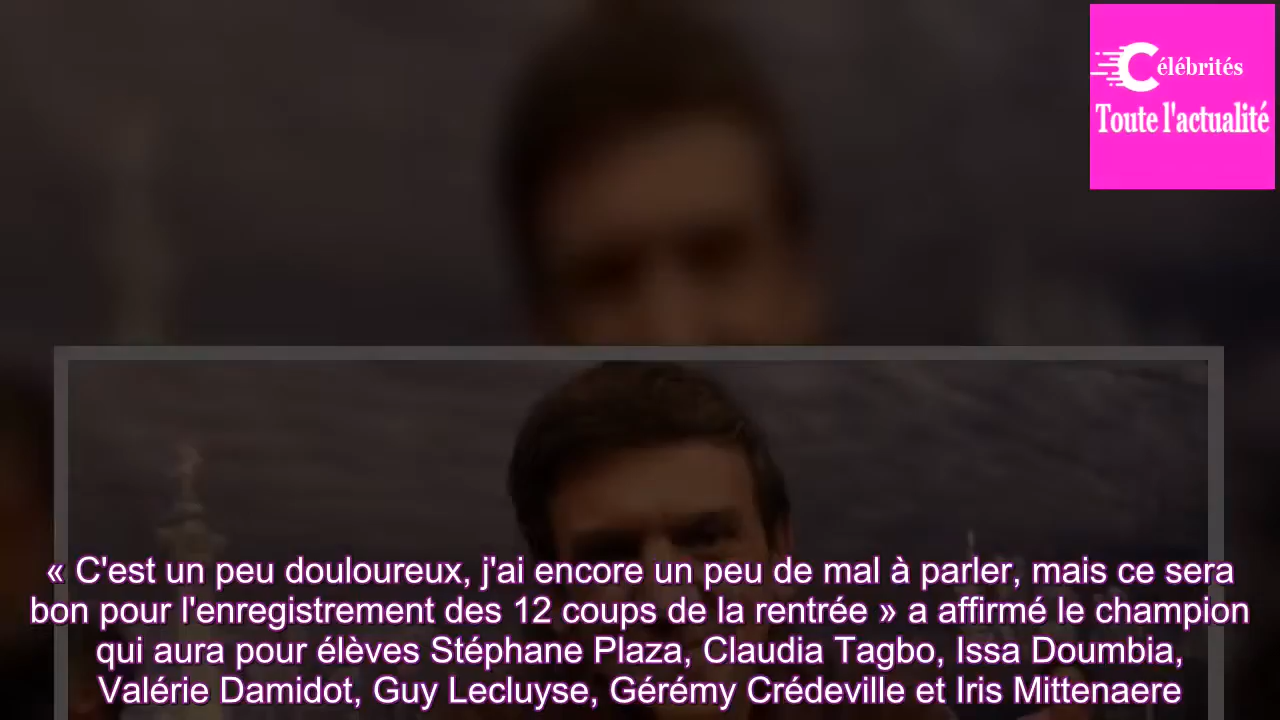 Célébrités
Toute l'actualité
« C'est un peu douloureux, j'ai encore un peu de mal à parler, mais ce sera
bon pour l'enregistrement des 12 coups de la rentrée » a affirmé le champion
qui aura pour élèves Stéphane Plaza, Claudia Tagbo, Issa Doumbia,
Valérie Damidot, Guy Lecluyse, Gérémy Crédeville et Iris Mittenaere